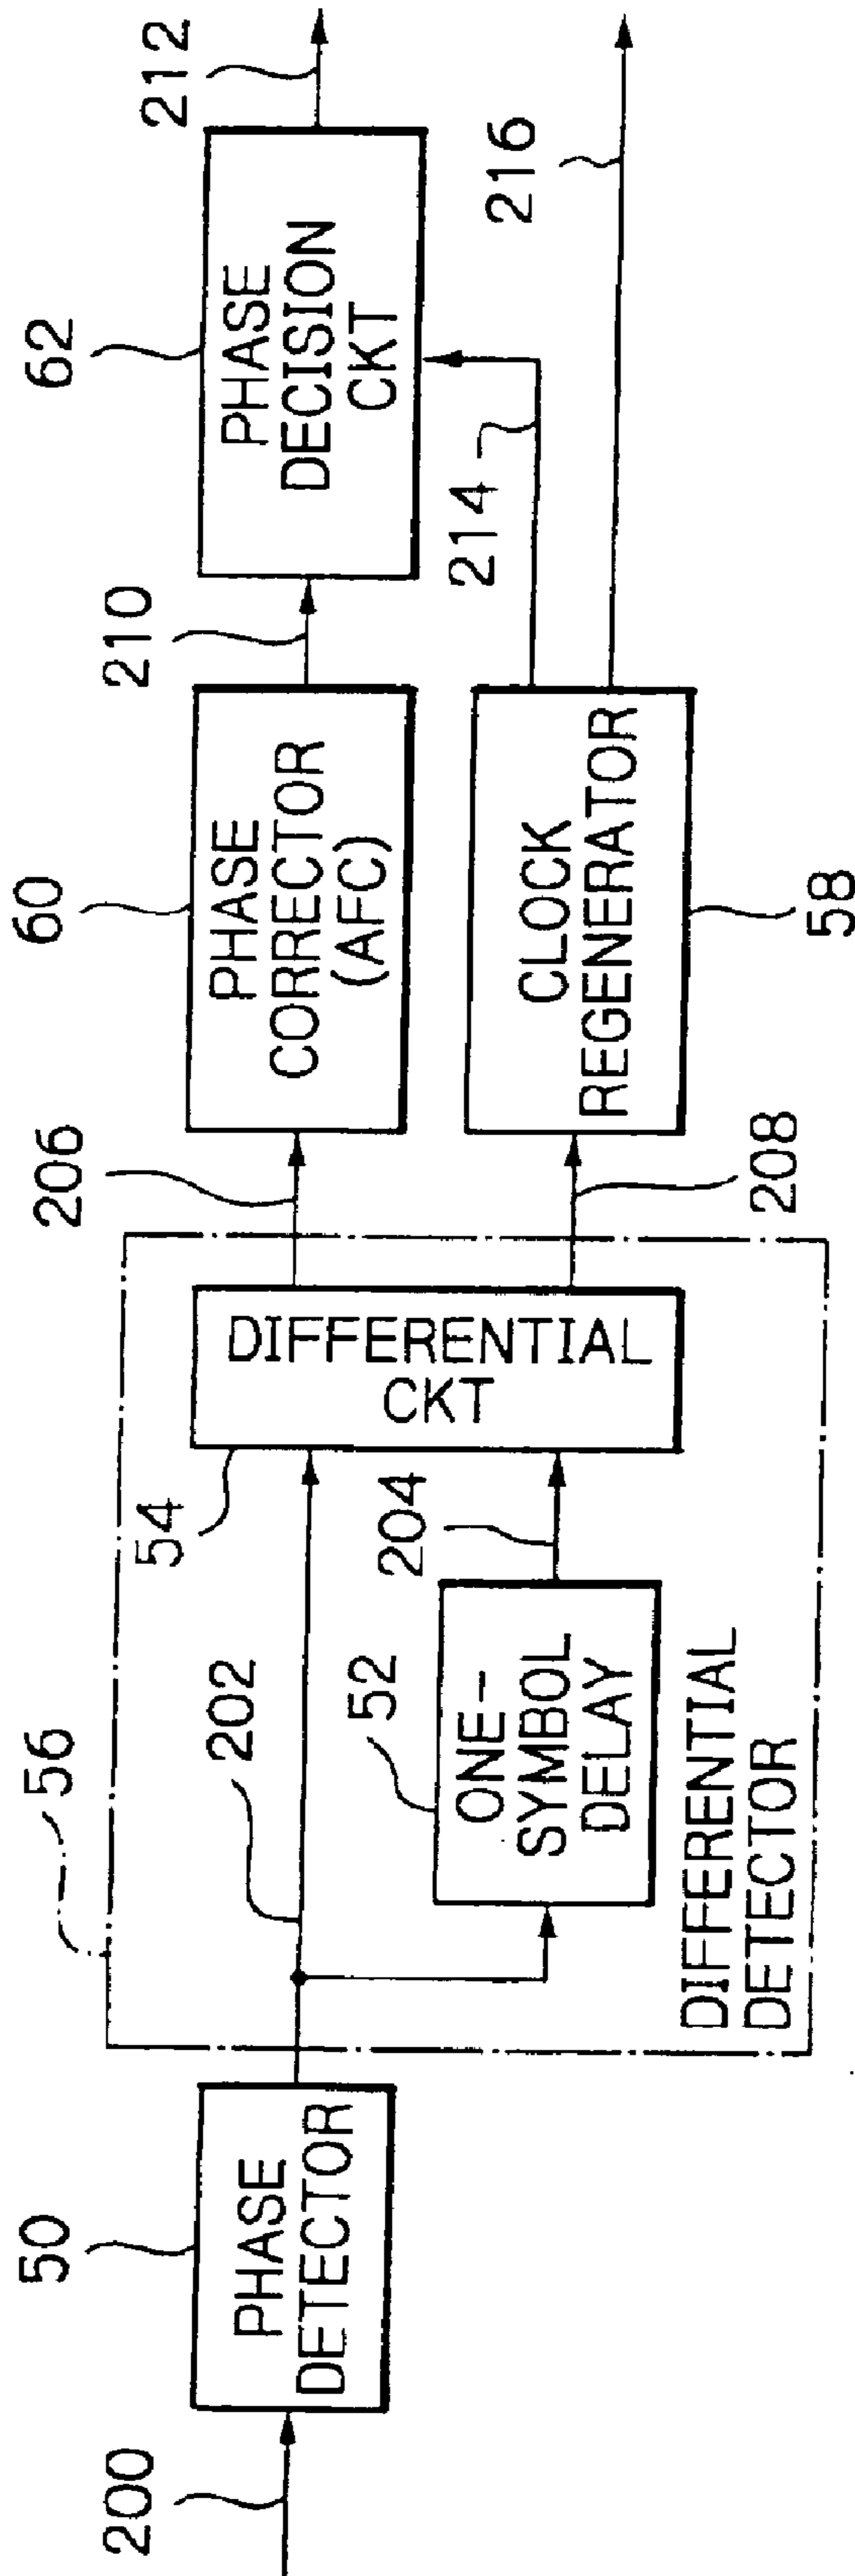 200
50
PHASE
DETECTOR
56
202
52
ONE-
SYMBOL
DELAY
204
54
DIFFERENTIAL
CKT
DIFFERENTIAL
DETECTOR
206
208
60
PHASE
CORRECTOR
(AFC)
CLOCK
REGENERATOR
58
210
214
216
62
PHASE
DECISION
CKT
212